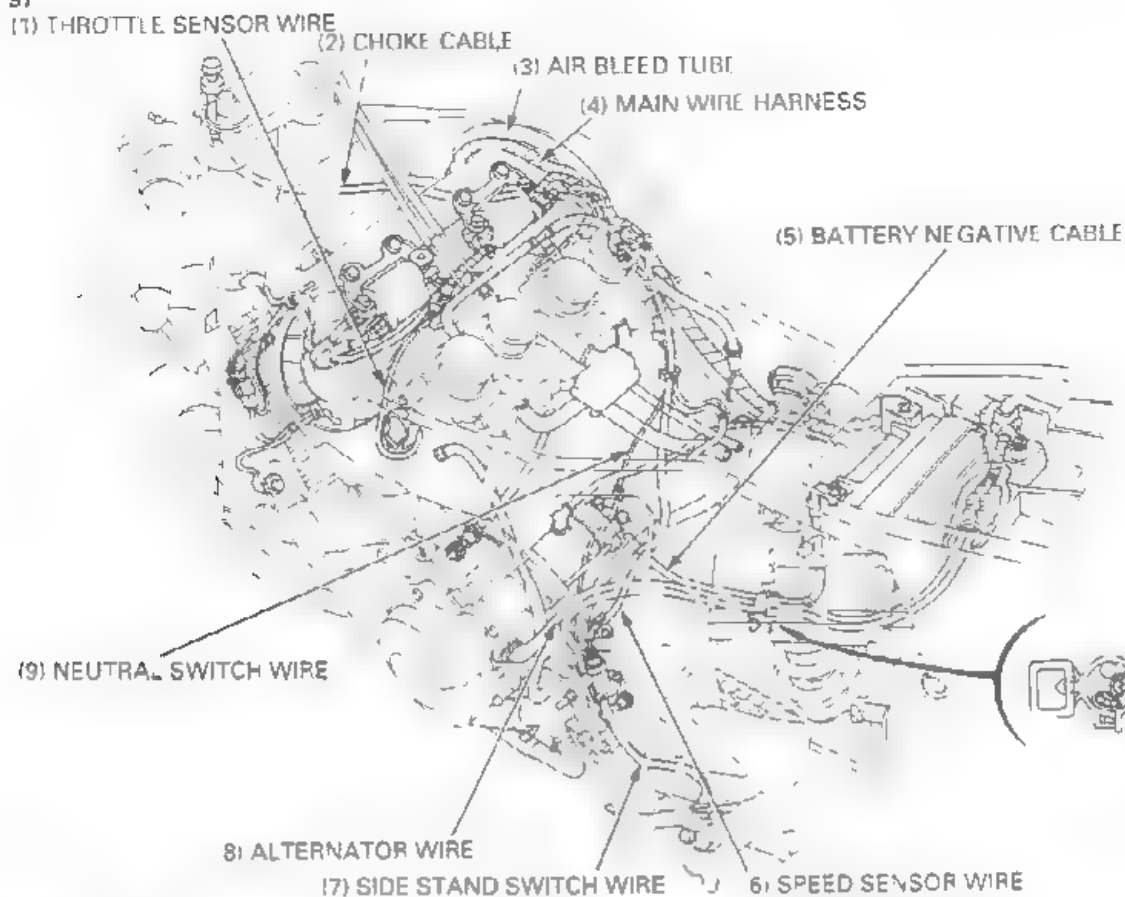 (1) THROTTLE SENSOR WIRE
(2) CHOKE CABLE
(3) AIR BLEED TUBE
(4) MAIN WIRE HARNESS
(5) BATTERY NEGATIVE CABLE
(9) NEUTRAL SWITCH WIRE
8) ALTERNATOR WIRE
(7) SIDE STAND SWITCH WIRE
6) SPEED SENSOR WIRE